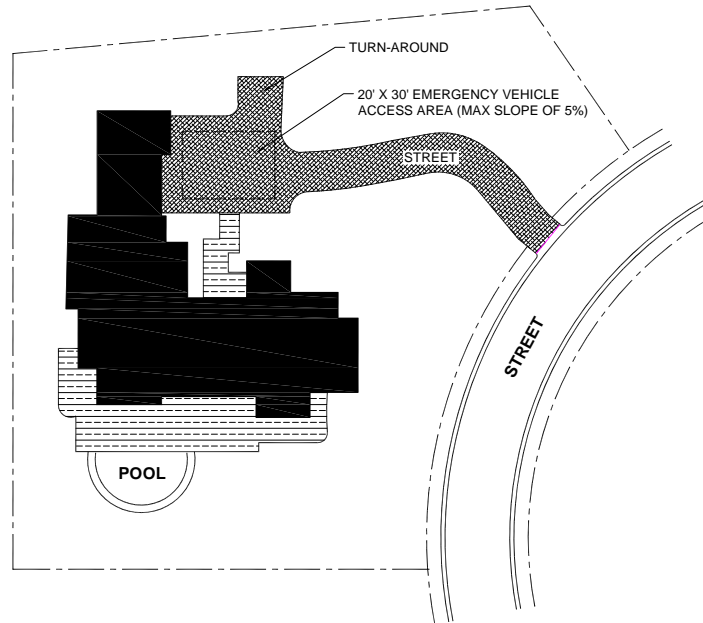 TURN-AROUND
20' X 30' EMERGENCY VEHICLE
ACCESS AREA (MAX SLOPE OF 5%)
STREET
STREET
POOL